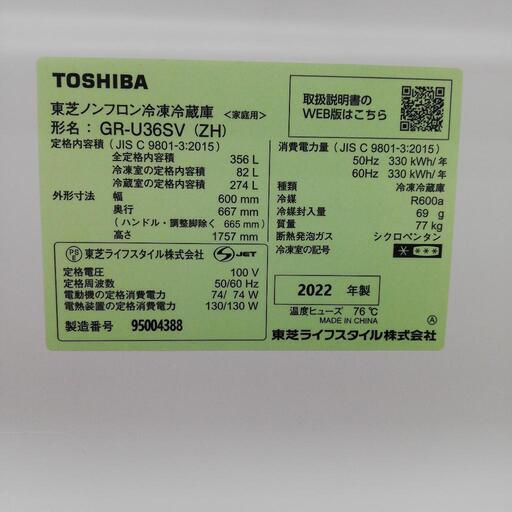 TOSHIBA
東芝ノンフロン冷凍冷蔵庫 <家庭用>
形名: GR-U36SV (ZH)
定格内容積 (JIS C 9801-3:2015)
全定格内容積 356 L
冷凍室の定格内容積 82 L
冷蔵室の定格内容積 274 L
外形寸法 幅 600 mm
奥行 667 mm
(ハンドル・調整脚除く 665 mm)
高さ 1757 mm
PS E 東芝ライフスタイル株式会社 S JET
定格電圧 100 V
定格周波数 50/60 Hz
電動機の定格消費電力 74/ 74 W
電熱装置の定格消費電力 130/130 W
製造番号 95004388
取扱説明書の
WEB版はこちら
消費電力量 (JIS C 9801-3:2015)
50Hz 330 kWh/年
60Hz 330 kWh/年
種類 冷凍冷蔵庫
冷媒 R600a
冷媒封入量 69 g
質量 77 kg
断熱発泡ガス シクロペンタン
冷凍室の記号
2022 年製
温度ヒューズ 76 ℃
MADE IN CHINA
東芝ライフスタイル株式会社
A